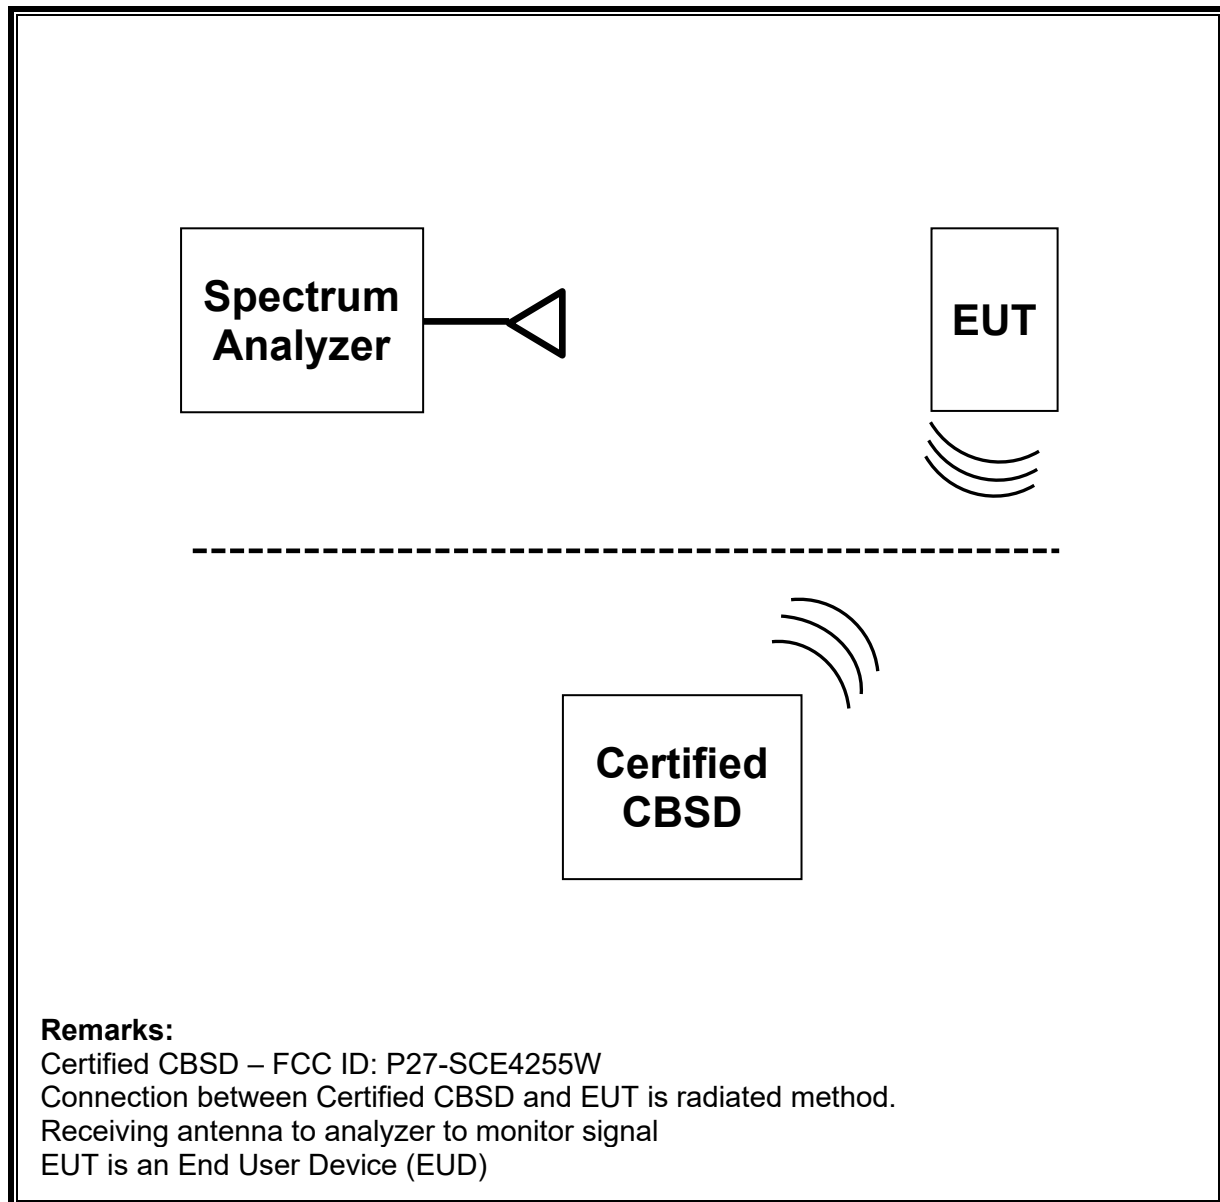 Spectrum
Analyzer
EUT
Certified
CBSD
Remarks:
Certified CBSD – FCC ID: P27-SCE4255W
Connection between Certified CBSD and EUT is radiated method.
Receiving antenna to analyzer to monitor signal
EUT is an End User Device (EUD)